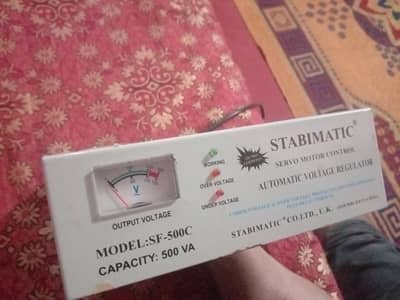 STABIMATIC®
SERVO MOTOR CONTROL
AUTOMATIC VOLTAGE REGULATOR
WORKING
OVER VOLTAGE
UNDER VOLTAGE
V
OUTPUT VOLTAGE
MODEL:SF-500C
CAPACITY: 500 VA
STABIMATIC® CO.LTD., U.K.